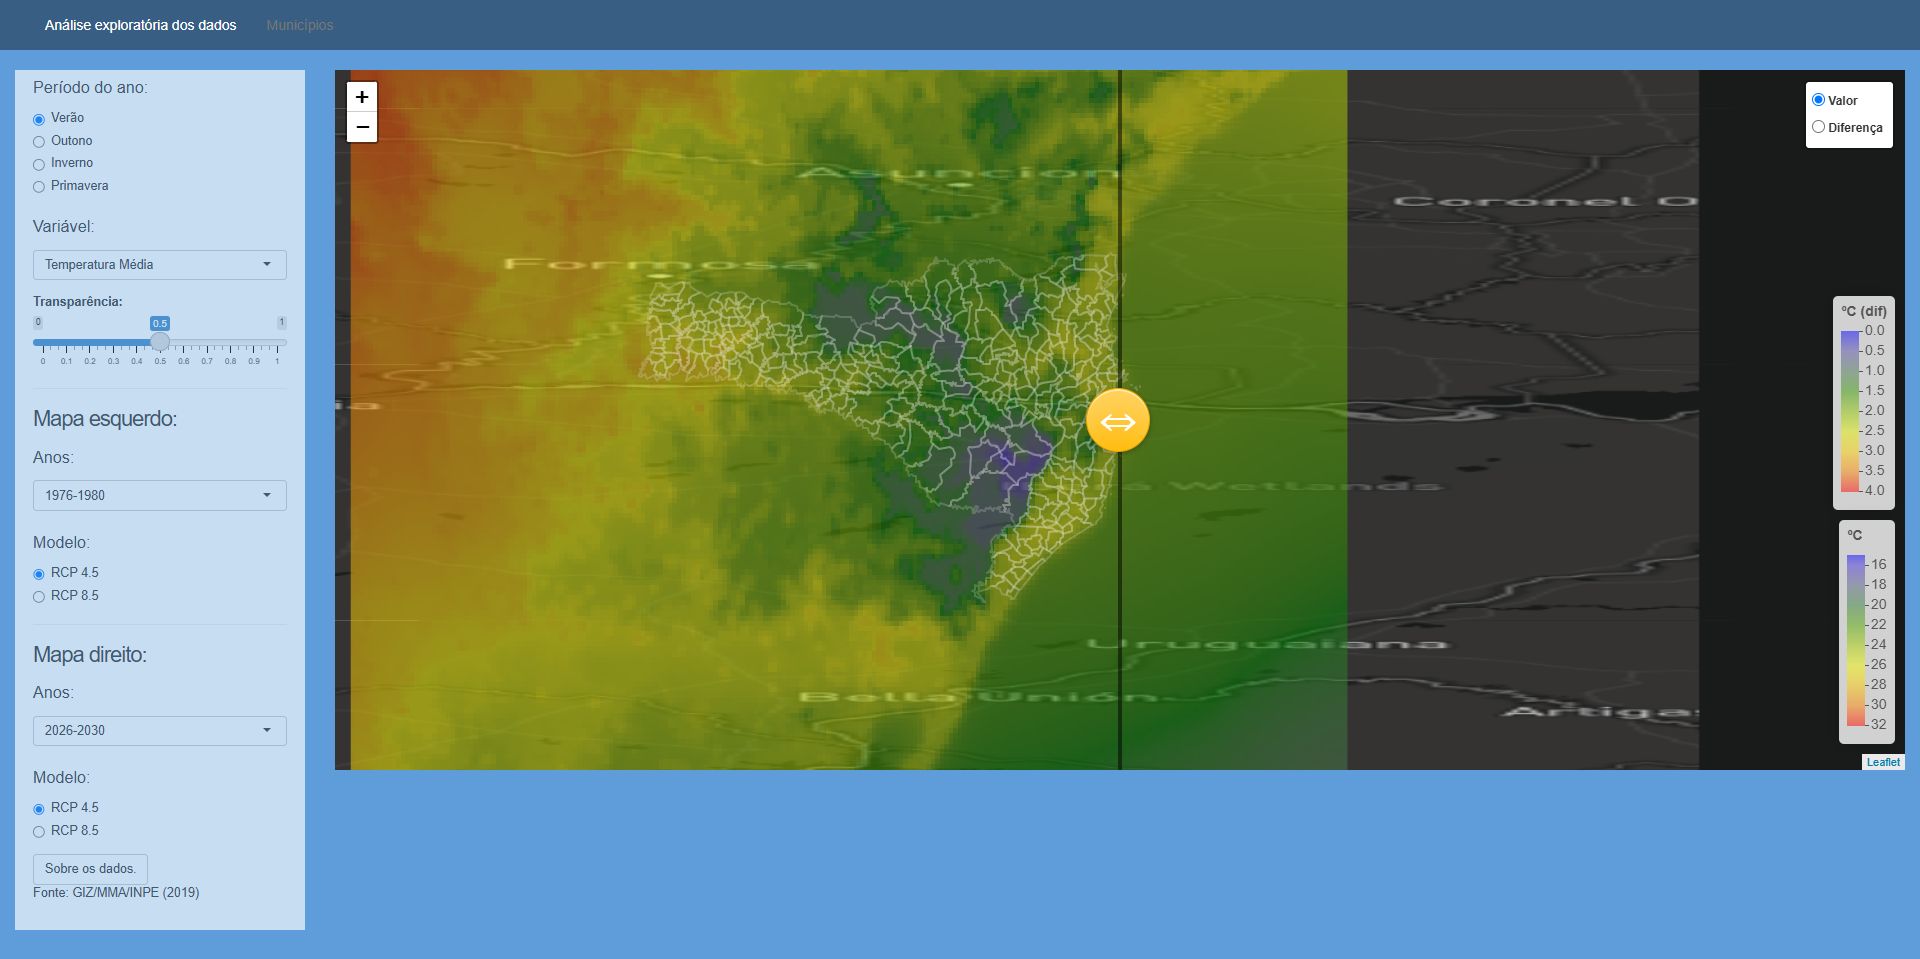 Análise exploratória dos dados
Municípios
Período do ano:
Verão
Outono
Inverno
Primavera
Variável:
Temperatura Média
Transparência:
0
0.5
1
0 0.1 0.2 0.3 0.4 0.5 0.6 0.7 0.8 0.9 1
Mapa esquerdo:
Anos:
1976-1980
Modelo:
RCP 4.5
RCP 8.5
Mapa direito:
Anos:
2026-2030
Modelo:
RCP 4.5
RCP 8.5
Sobre os dados.
Fonte: GIZ/MMA/INPE (2019)
+
−
Asuncion
Formosa
Coronel O
Wetlands
Uruguaiana
Bella Unión
Artigas
Valor
Diferença
ºC (dif)
0.0
0.5
1.0
1.5
2.0
2.5
3.0
3.5
4.0
ºC
16
18
20
22
24
26
28
30
32
Leaflet